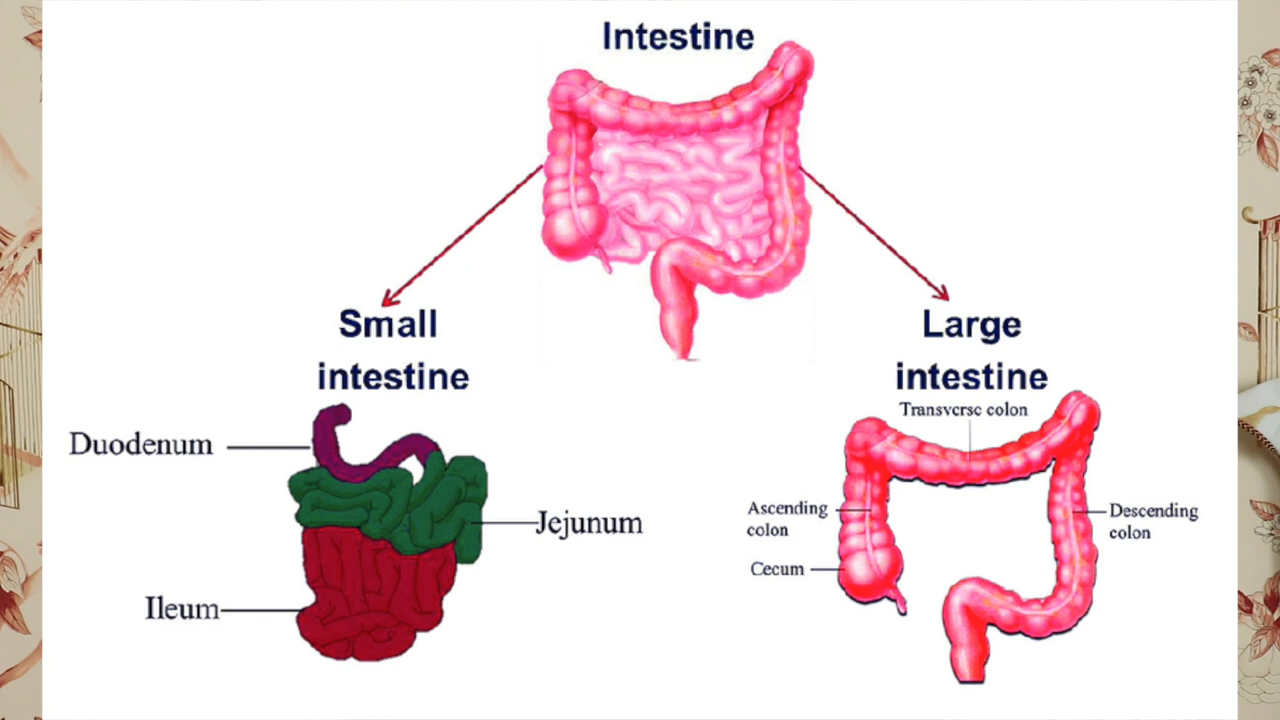 Intestine
Small
intestine
Duodenum
Jejunum
Ileum
Large
intestine
Transverse colon
Ascending
colon
Cecum
Descending
colon